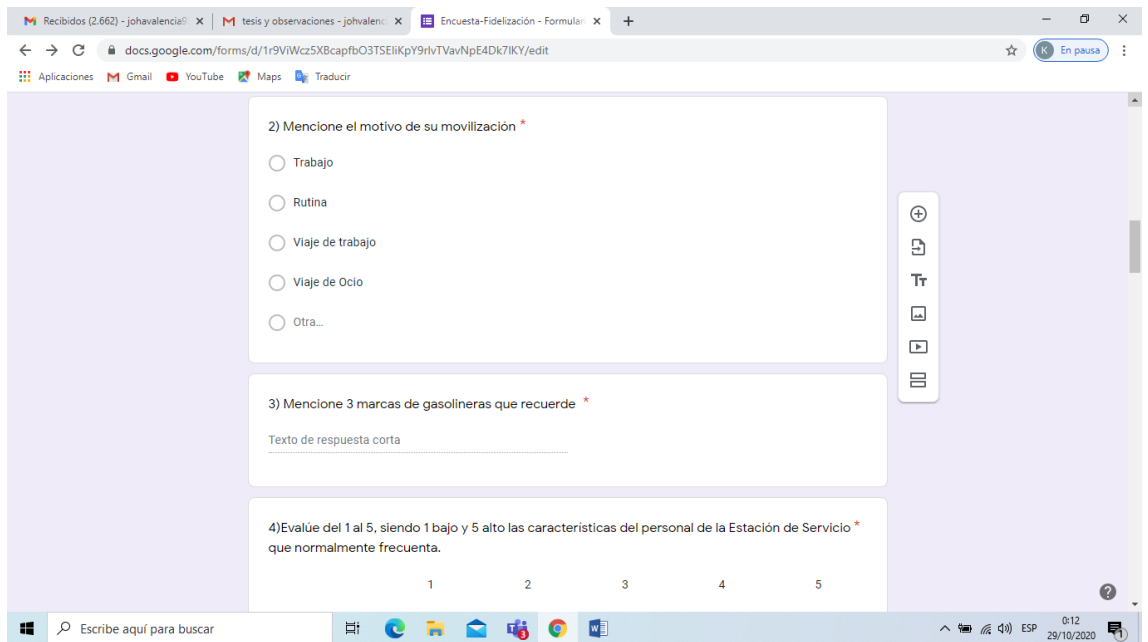 Recibidos (2.662) - johavalencia9
tesis y observaciones - johvalenc
Encuesta-Fidelización - Formular
docs.google.com/forms/d/1r9ViWcz5XBcapfbO3TSEliKpY9rlvTVavNpE4Dk7lKY/edit
K En pausa
Aplicaciones Gmail YouTube Maps Traducir
2) Mencione el motivo de su movilización *
Trabajo
Rutina
Viaje de trabajo
Viaje de Ocio
Otra...
Tт
3) Mencione 3 marcas de gasolineras que recuerde *
Texto de respuesta corta
4)Evalúe del 1 al 5, siendo 1 bajo y 5 alto las características del personal de la Estación de Servicio *
que normalmente frecuenta.
1 2 3 4 5
Escribe aquí para buscar
3
ESP
0:12
29/10/2020
1